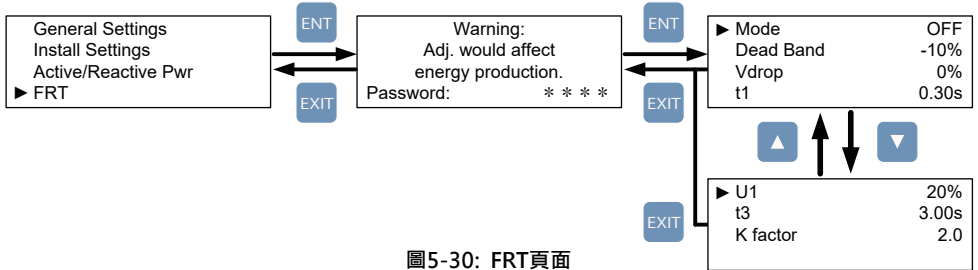 General Settings
Install Settings
Active/Reactive Pwr
▶ FRT
ENT
EXIT
Warning:
Adj. would affect
energy production.
Password: * * * *
ENT
EXIT
▶ Mode OFF
Dead Band -10%
Vdrop 0%
t1 0.30s
▶ U1 20%
t3 3.00s
K factor 2.0
EXIT
圖5-30: FRT頁面